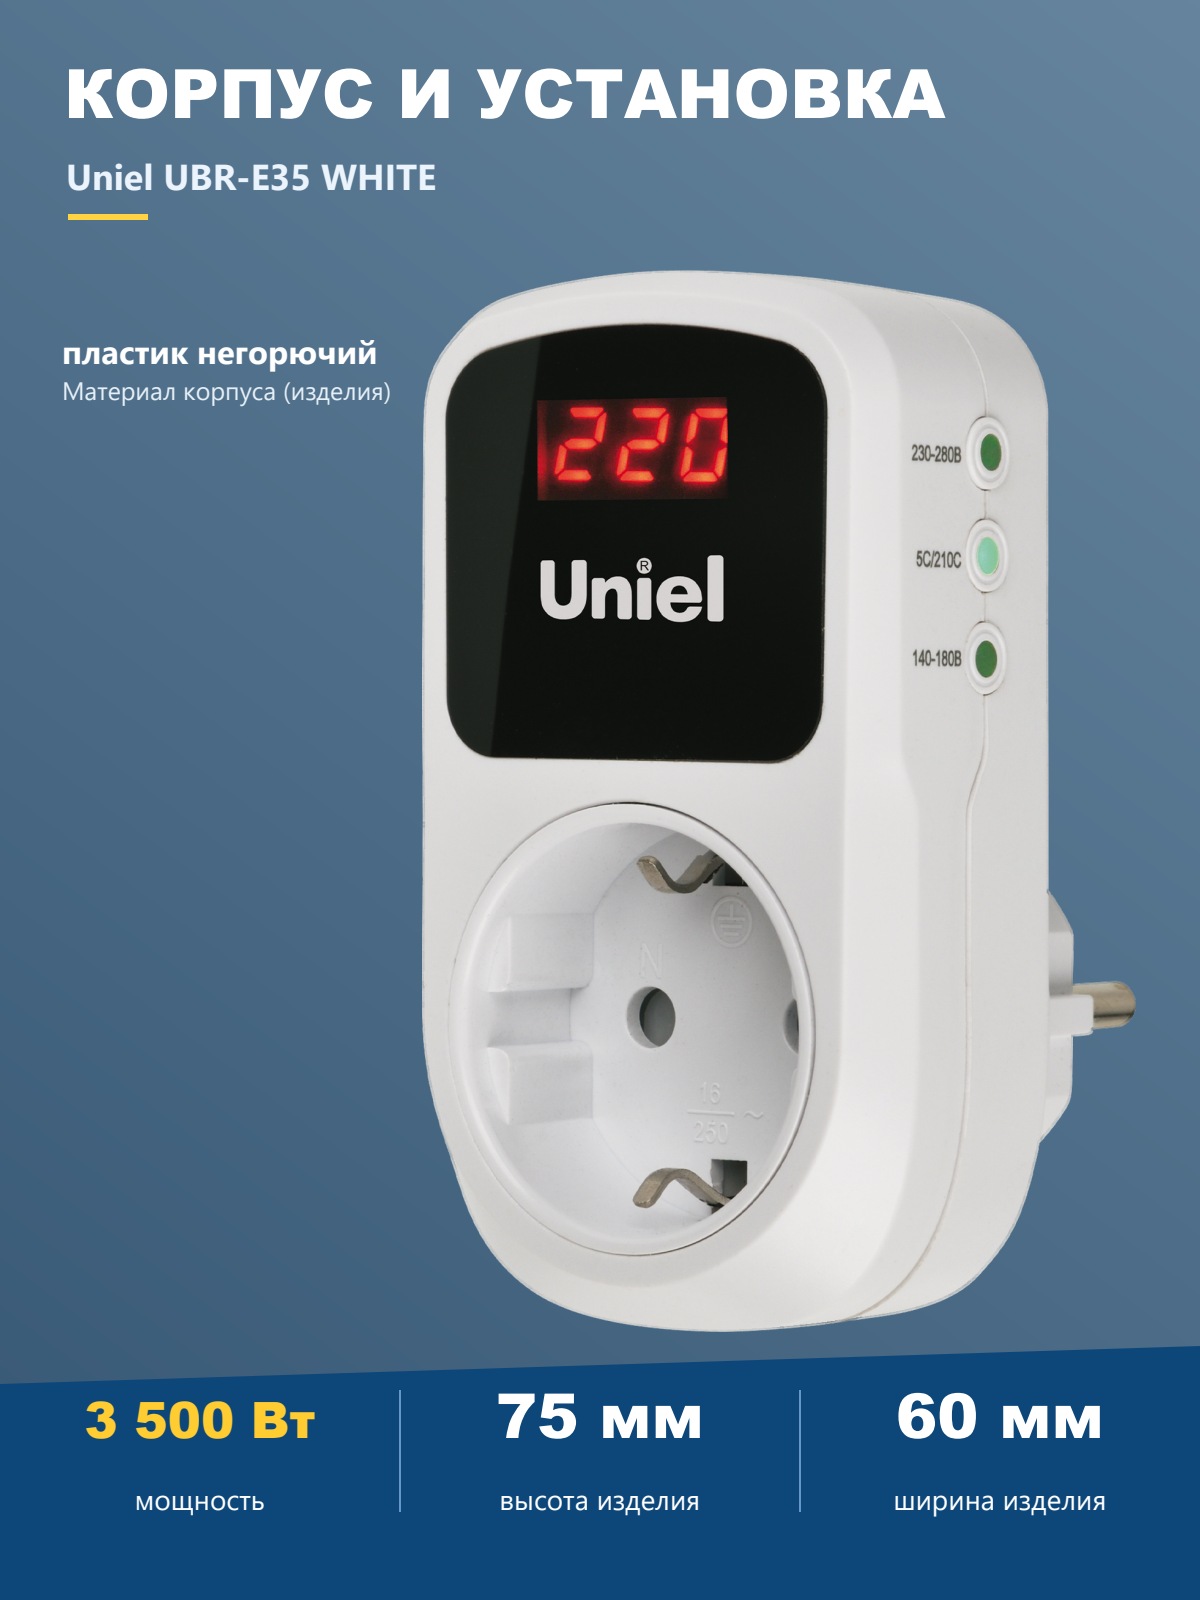 КОРПУС И УСТАНОВКА
Uniel UBR-E35 WHITE
пластик негорючий
Материал корпуса (изделия)
220
Uniel®
230-280В
5С/210С
140-180В
N
16
250 ~
3 500 Вт
75 мм
60 мм
мощность
высота изделия
ширина изделия